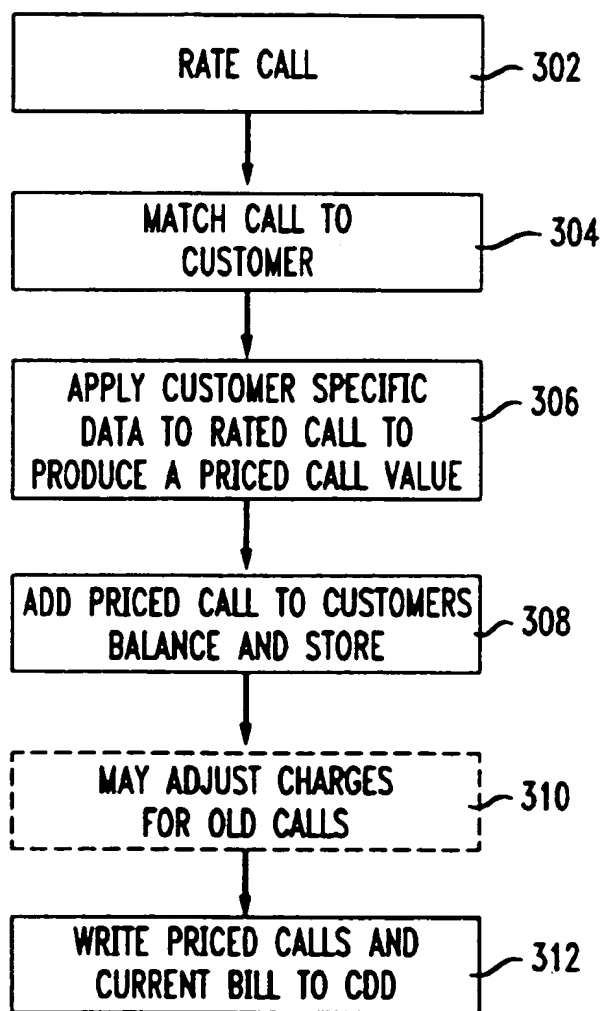 RATE CALL
302
MATCH CALL TO
CUSTOMER
304
APPLY CUSTOMER SPECIFIC
DATA TO RATED CALL TO
PRODUCE A PRICED CALL VALUE
306
ADD PRICED CALL TO CUSTOMERS
BALANCE AND STORE
308
MAY ADJUST CHARGES
FOR OLD CALLS
310
WRITE PRICED CALLS AND
CURRENT BILL TO CDD
312